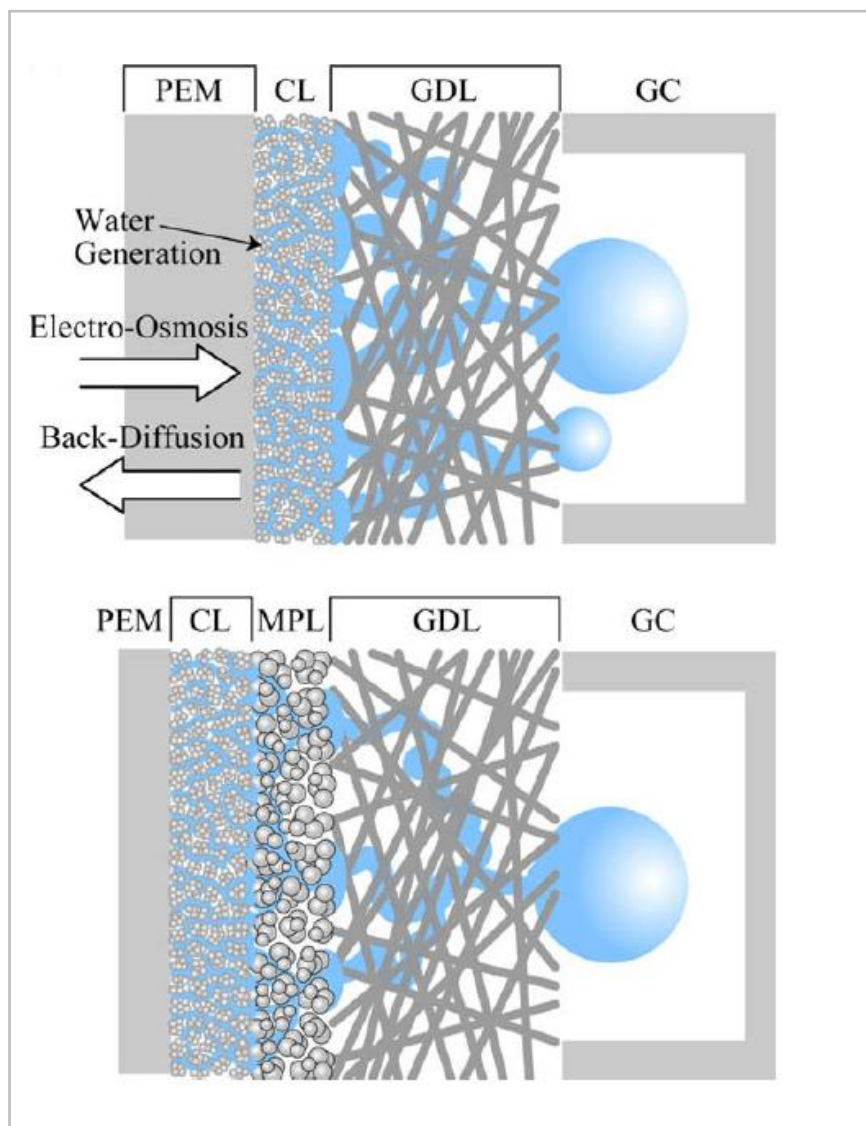 PEM CL GDL GC
Water
Generation
Electro-Osmosis
Back-Diffusion
PEM CL MPL GDL GC